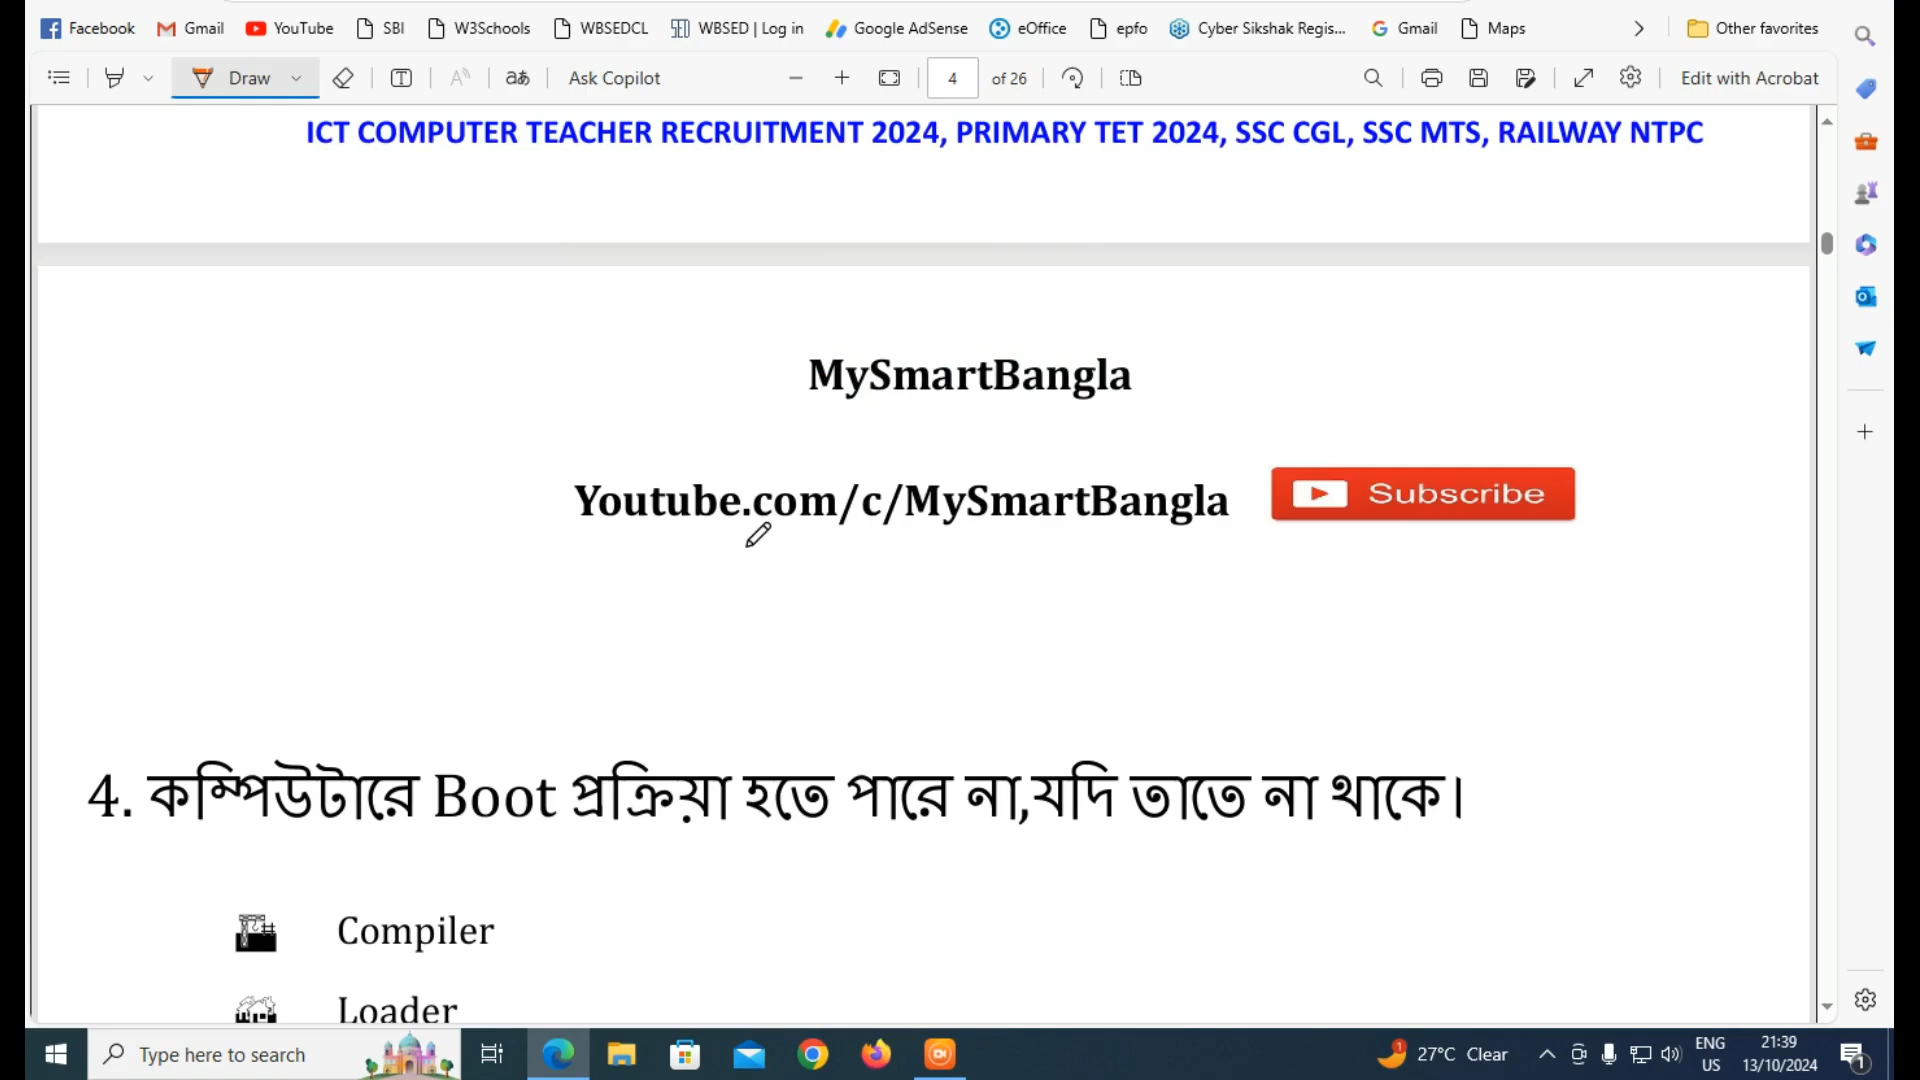 Facebook Gmail YouTube SBI W3Schools WBSEDCL WBSED | Log in Google AdSense eOffice epfo Cyber Sikshak Regis... Gmail Maps Other favorites
Draw Ask Copilot 4 of 26 Edit with Acrobat
ICT COMPUTER TEACHER RECRUITMENT 2024, PRIMARY TET 2024, SSC CGL, SSC MTS, RAILWAY NTPC
MySmartBangla
Youtube.com/c/MySmartBangla Subscribe
4. কম্পিউটারে Boot প্রক্রিয়া হতে পারে না,যদি তাতে না থাকে।
Compiler
Loader
Type here to search 1 27°C Clear ENG 21:39
US 13/10/2024 1